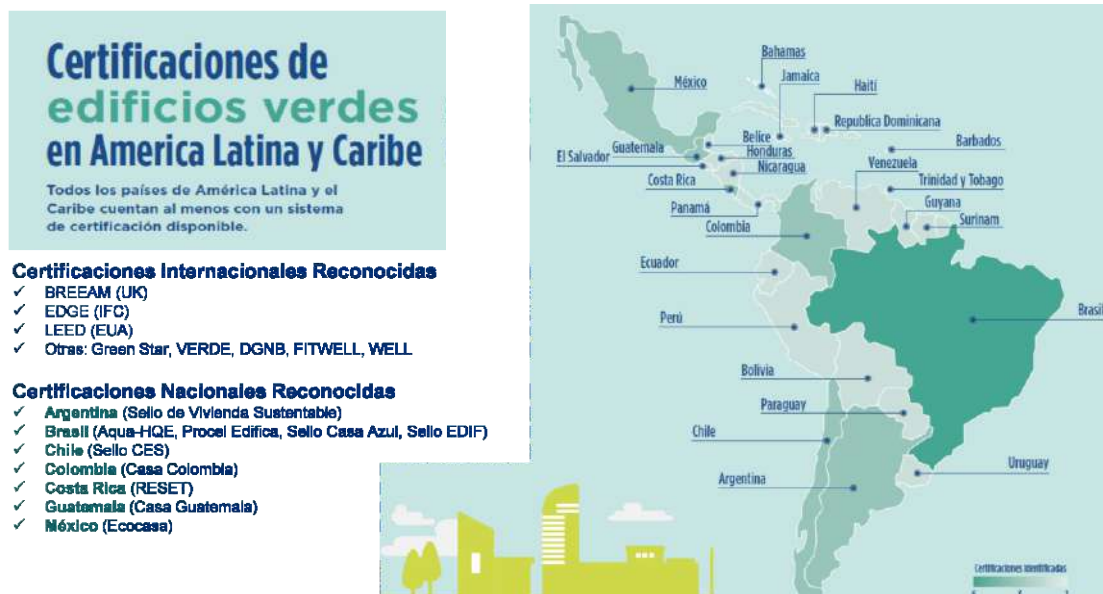 Certificaciones de
edificios verdes
en America Latina y Caribe
Todos los países de América Latina y el
Caribe cuentan al menos con un sistema
de certificación disponible.
Certificaciones Internacionales Reconocidas
✓ BREEAM (UK)
✓ EDGE (IFC)
✓ LEED (EUA)
✓ Otras: Green Star, VERDE, DGNB, FITWELL, WELL
Certificaciones Nacionales Reconocidas
✓ Argentina (Sello de Vivienda Sustentable)
✓ Brasil (Aqua-HQE, Procel Edifica, Sello Casa Azul, Sello EDIF)
✓ Chile (Sello CES)
✓ Colombia (Casa Colombia)
✓ Costa Rica (RESET)
✓ Guatemala (Casa Guatemala)
✓ México (Ecocasa)
Bahamas
Jamaica
México
Haití
Republica Dominicana
Belice
Barbados
Guatemala
Honduras
El Salvador
Nicaragua
Venezuela
Costa Rica
Trinidad y Tobago
Panamá
Guyana
Colombia
Surinam
Ecuador
Brasil
Perú
Bolivia
Paraguay
Chile
Uruguay
Argentina
Certificaciones identificadas